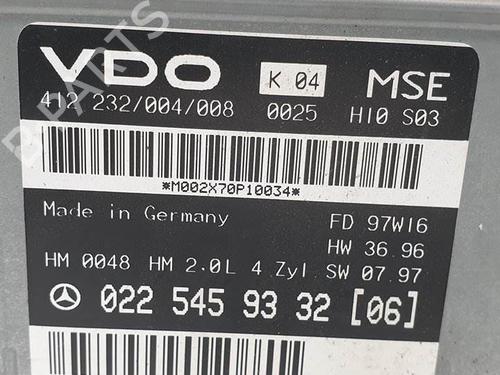 VDO K 04 MSE
412 232/004/008 0025 H10 S03
*M002X70P10034*
Made in Germany FD 97W16
HW 36.96
HM 0048 HM 2.0L 4 Zyl. SW 07.97
022 545 93 32 [06]
B-PARTS